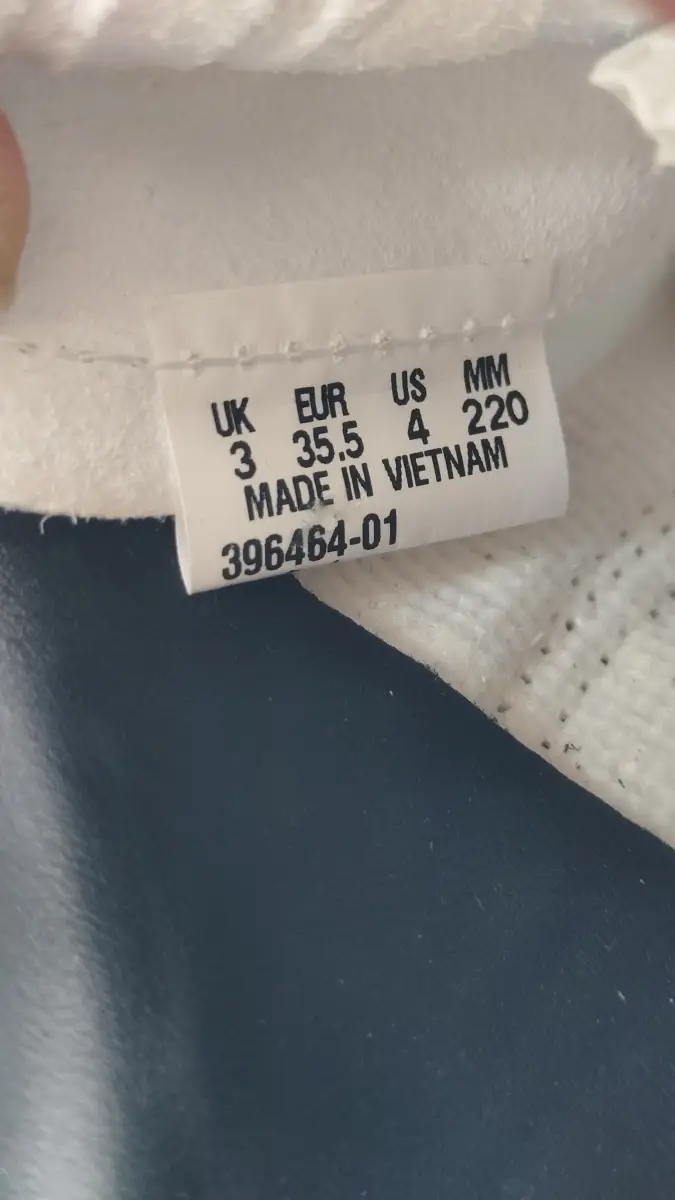 UK EUR US MM
3 35.5 4 220
MADE IN VIETNAM
396464-01